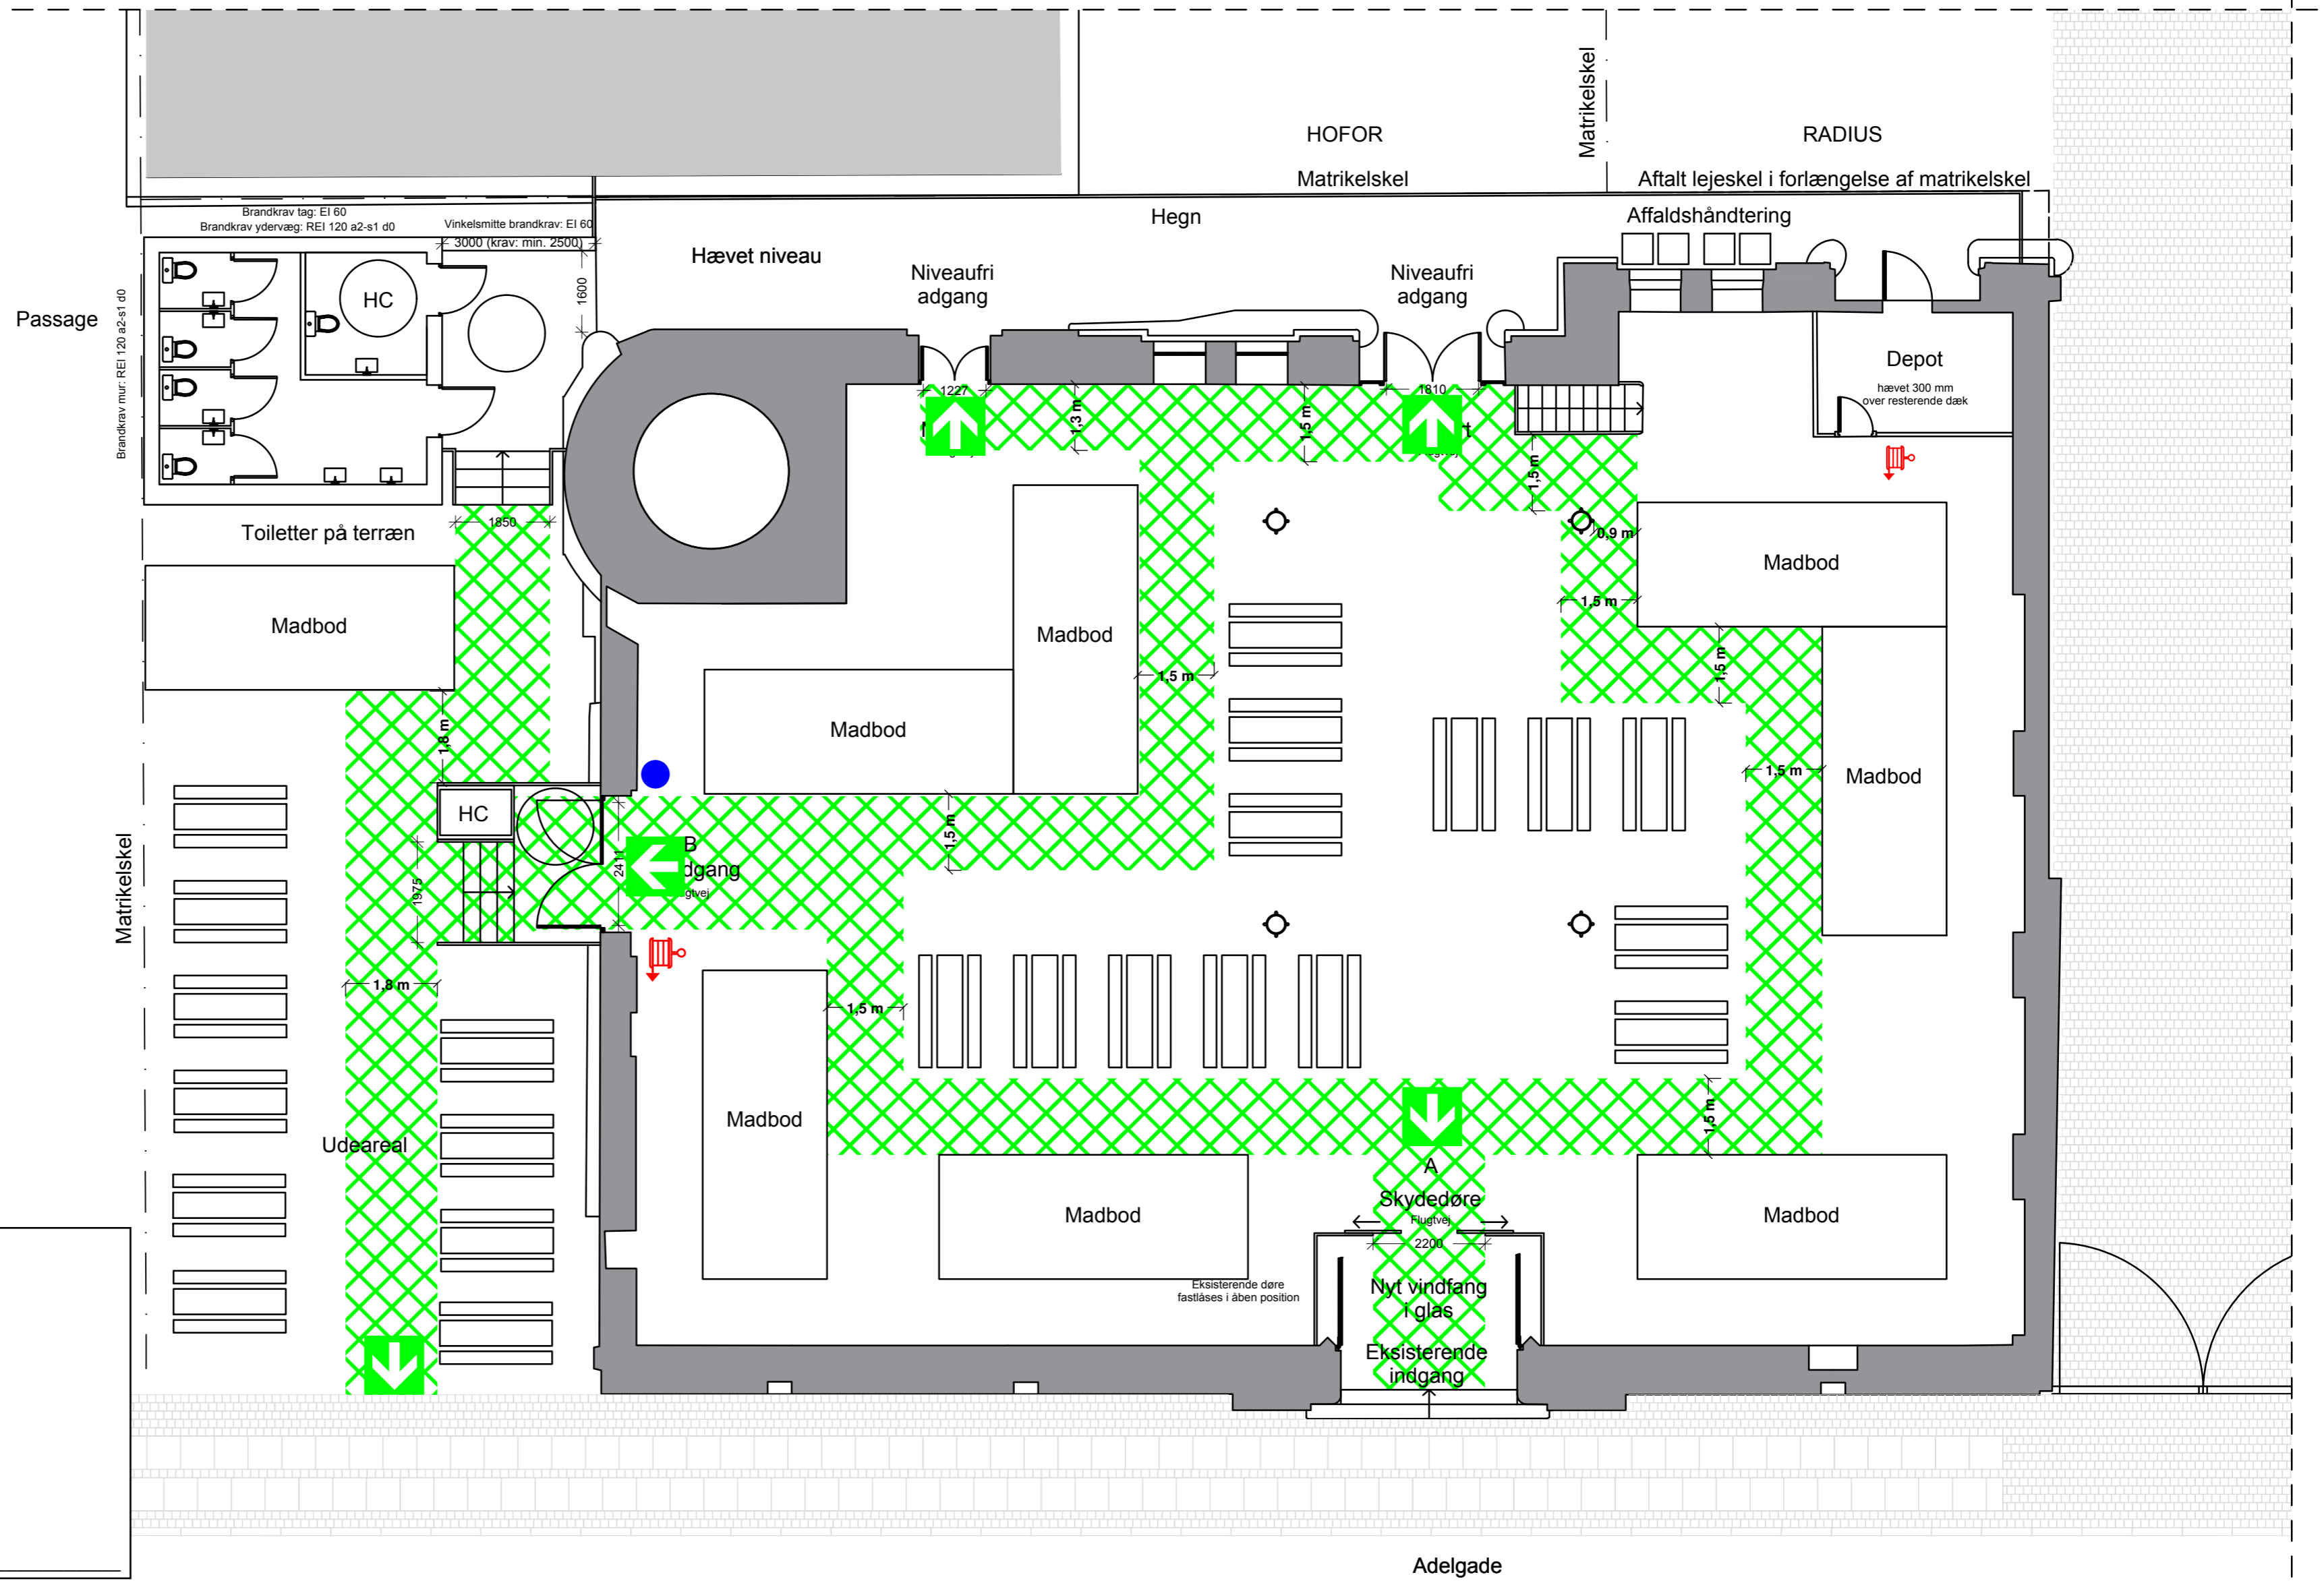 HOFOR
RADIUS
Matrikelskel
Matrikelskel
Aftalt lejeskel i forlængelse af matrikelskel
Brandkrav tag: EI 60
Brandkrav ydervæg: REI 120 a2-s1 d0
Vinkelsmitte brandkrav: EI 60
3000 (krav: min. 2500)
Hegn
Affaldshåndtering
Hævet niveau
Niveaufri
adgang
Niveaufri
adgang
1600
HC
Passage
Brandkrav mur: REI 120 a2-s1 d0
Depot
hævet 300 mm
over resterende dæk
1227
1810
1,3 m
1,5 m
t
1,5 m
1850
Toiletter på terræn
0,9 m
Madbod
1,5 m
Madbod
Madbod
1,5 m
1,5 m
Madbod
1,8 m
1,5 m
Madbod
HC
1,5 m
2411
B
dgang
gtvej
1975
Matrikelskel
1,8 m
1,5 m
Madbod
1,5 m
Udeareal
A
Skydedøre
Flugtvej
2200
Madbod
Madbod
Eksisterende døre
fastlåses i åben position
Nyt vindfang
i glas
Eksisterende
indgang
Adelgade